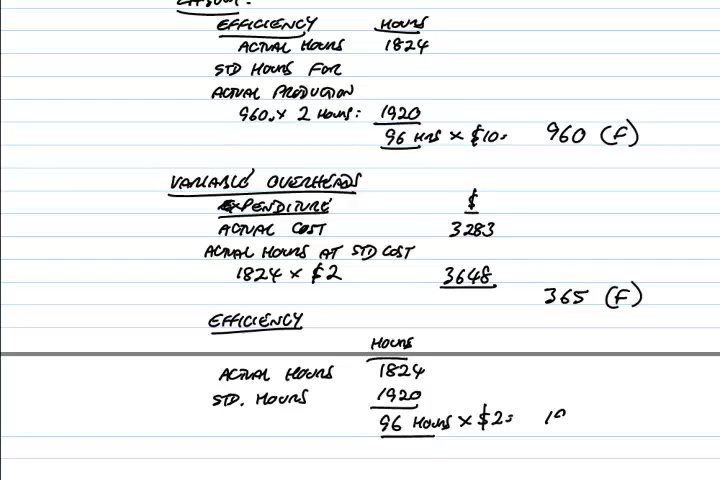 EFFICIENCY HOURS
ACTUAL HOURS 1824
STD HOURS FOR
ACTUAL PRODUCTION
960 × 2 HOURS: 1920
96 HRS × $10= 960 (F)
VARIABLE OVERHEADS
EXPENDITURE $
ACTUAL COST 3283
ACTUAL HOURS AT STD COST
1824 × $2 3648
365 (F)
EFFICIENCY
HOURS
ACTUAL HOURS 1824
STD. HOURS 1920
96 HOURS × $2=